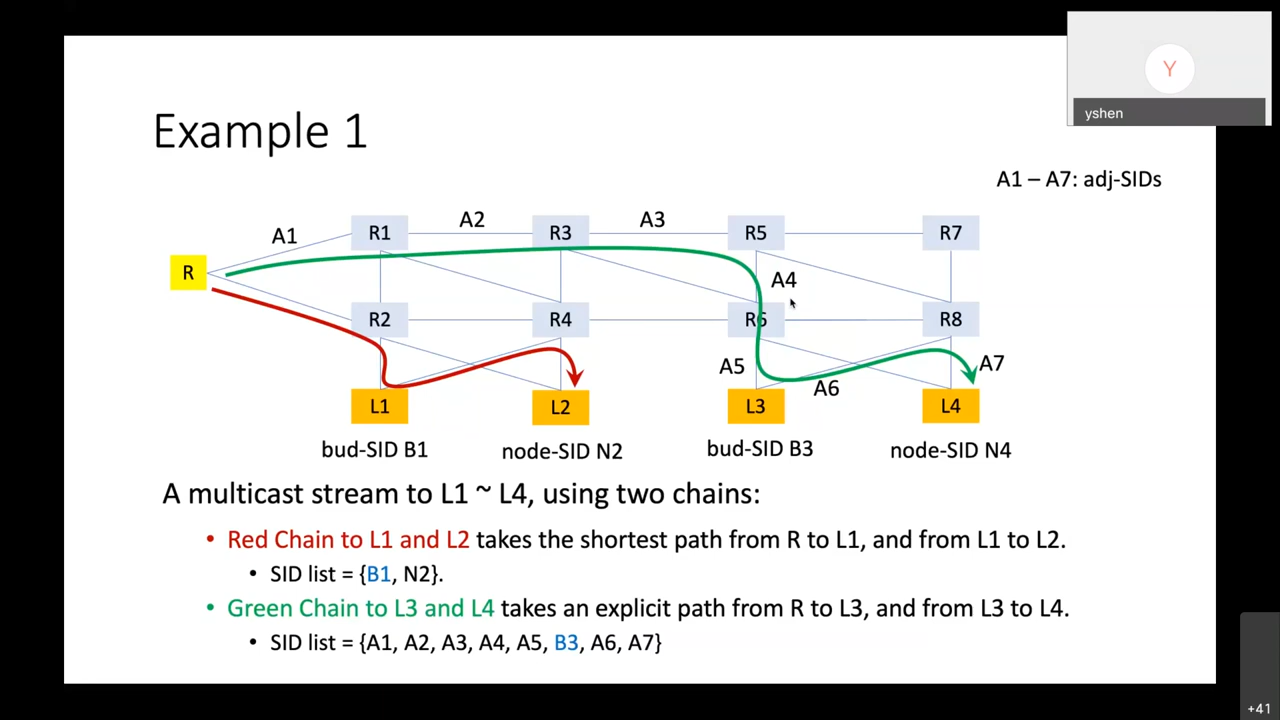 Y
yshen
Example 1
A1 – A7: adj-SIDs
A1
R1
A2
R3
A3
R5
R7
R
A4
R2
R4
R6
R8
A5
A6
A7
L1
L2
L3
L4
bud-SID B1
node-SID N2
bud-SID B3
node-SID N4
A multicast stream to L1 ~ L4, using two chains:
• Red Chain to L1 and L2 takes the shortest path from R to L1, and from L1 to L2.
• SID list = {B1, N2}.
• Green Chain to L3 and L4 takes an explicit path from R to L3, and from L3 to L4.
• SID list = {A1, A2, A3, A4, A5, B3, A6, A7}
+41